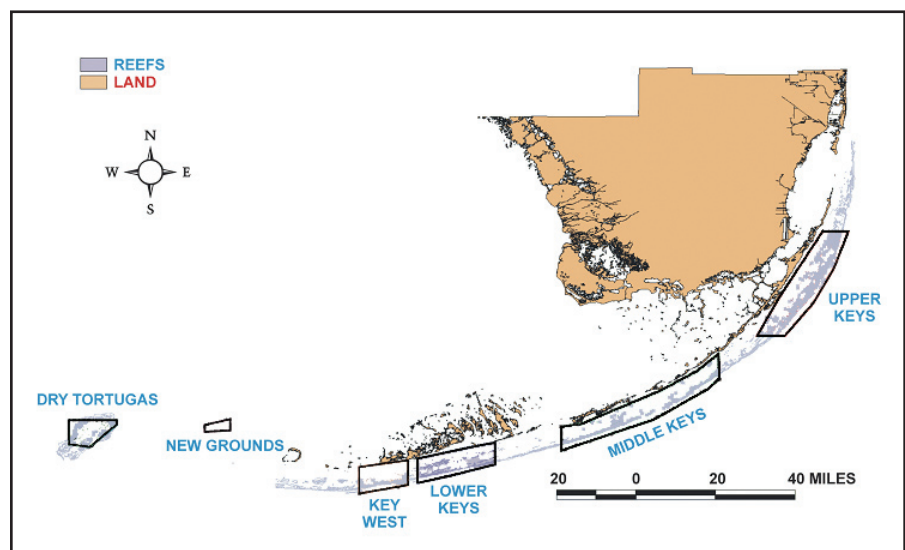 REEFS
LAND
N
W E
S
UPPER
KEYS
DRY TORTUGAS
NEW GROUNDS
MIDDLE KEYS
KEY
WEST
LOWER
KEYS
20 0 20 40 MILES